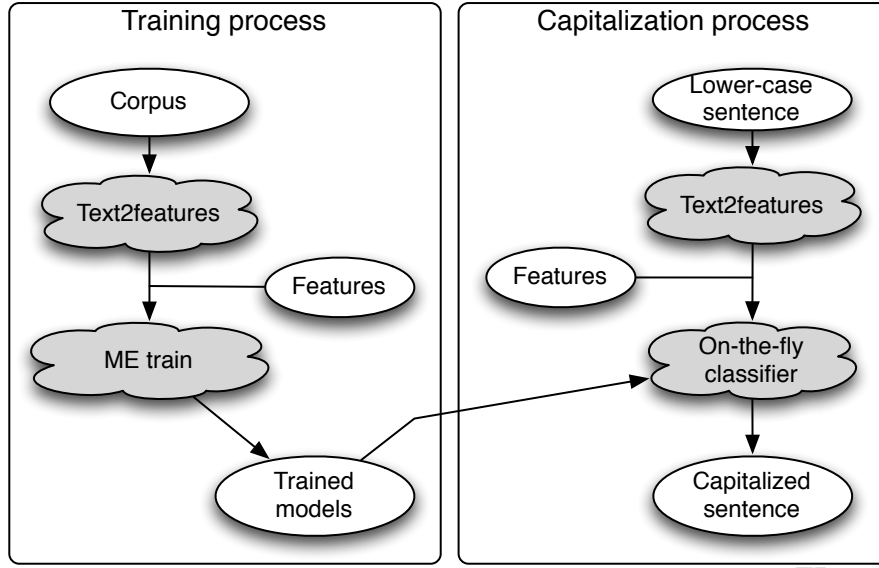 Training process
Corpus
Text2features
Features
ME train
Trained
models
Capitalization process
Lower-case
sentence
Text2features
Features
On-the-fly
classifier
Capitalized
sentence